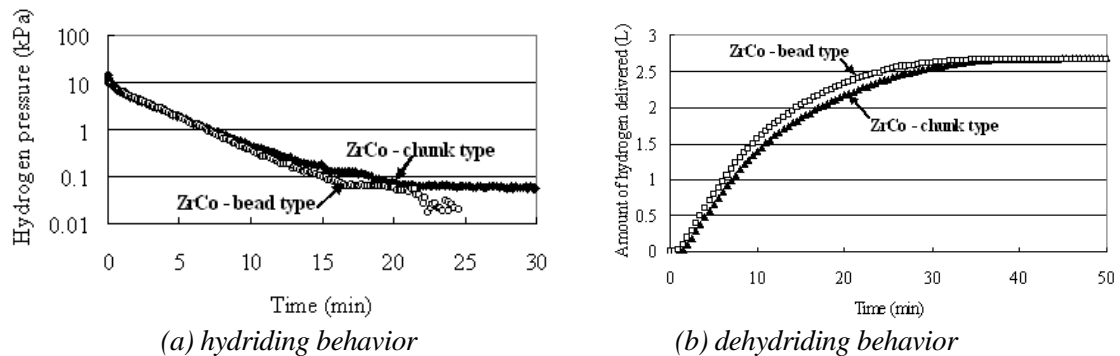 Hydrogen pressure (kPa)
100
10
1
0.1
0.01
ZrCo - chunk type
ZrCo - bead type
0 5 10 15 20 25 30
Time (min)
(a) hydriding behavior
Amount of hydrogen delivered (L)
3
2.5
2
1.5
1
0.5
0
ZrCo - bead type
ZrCo - chunk type
0 10 20 30 40 50
Time (min)
(b) dehydriding behavior